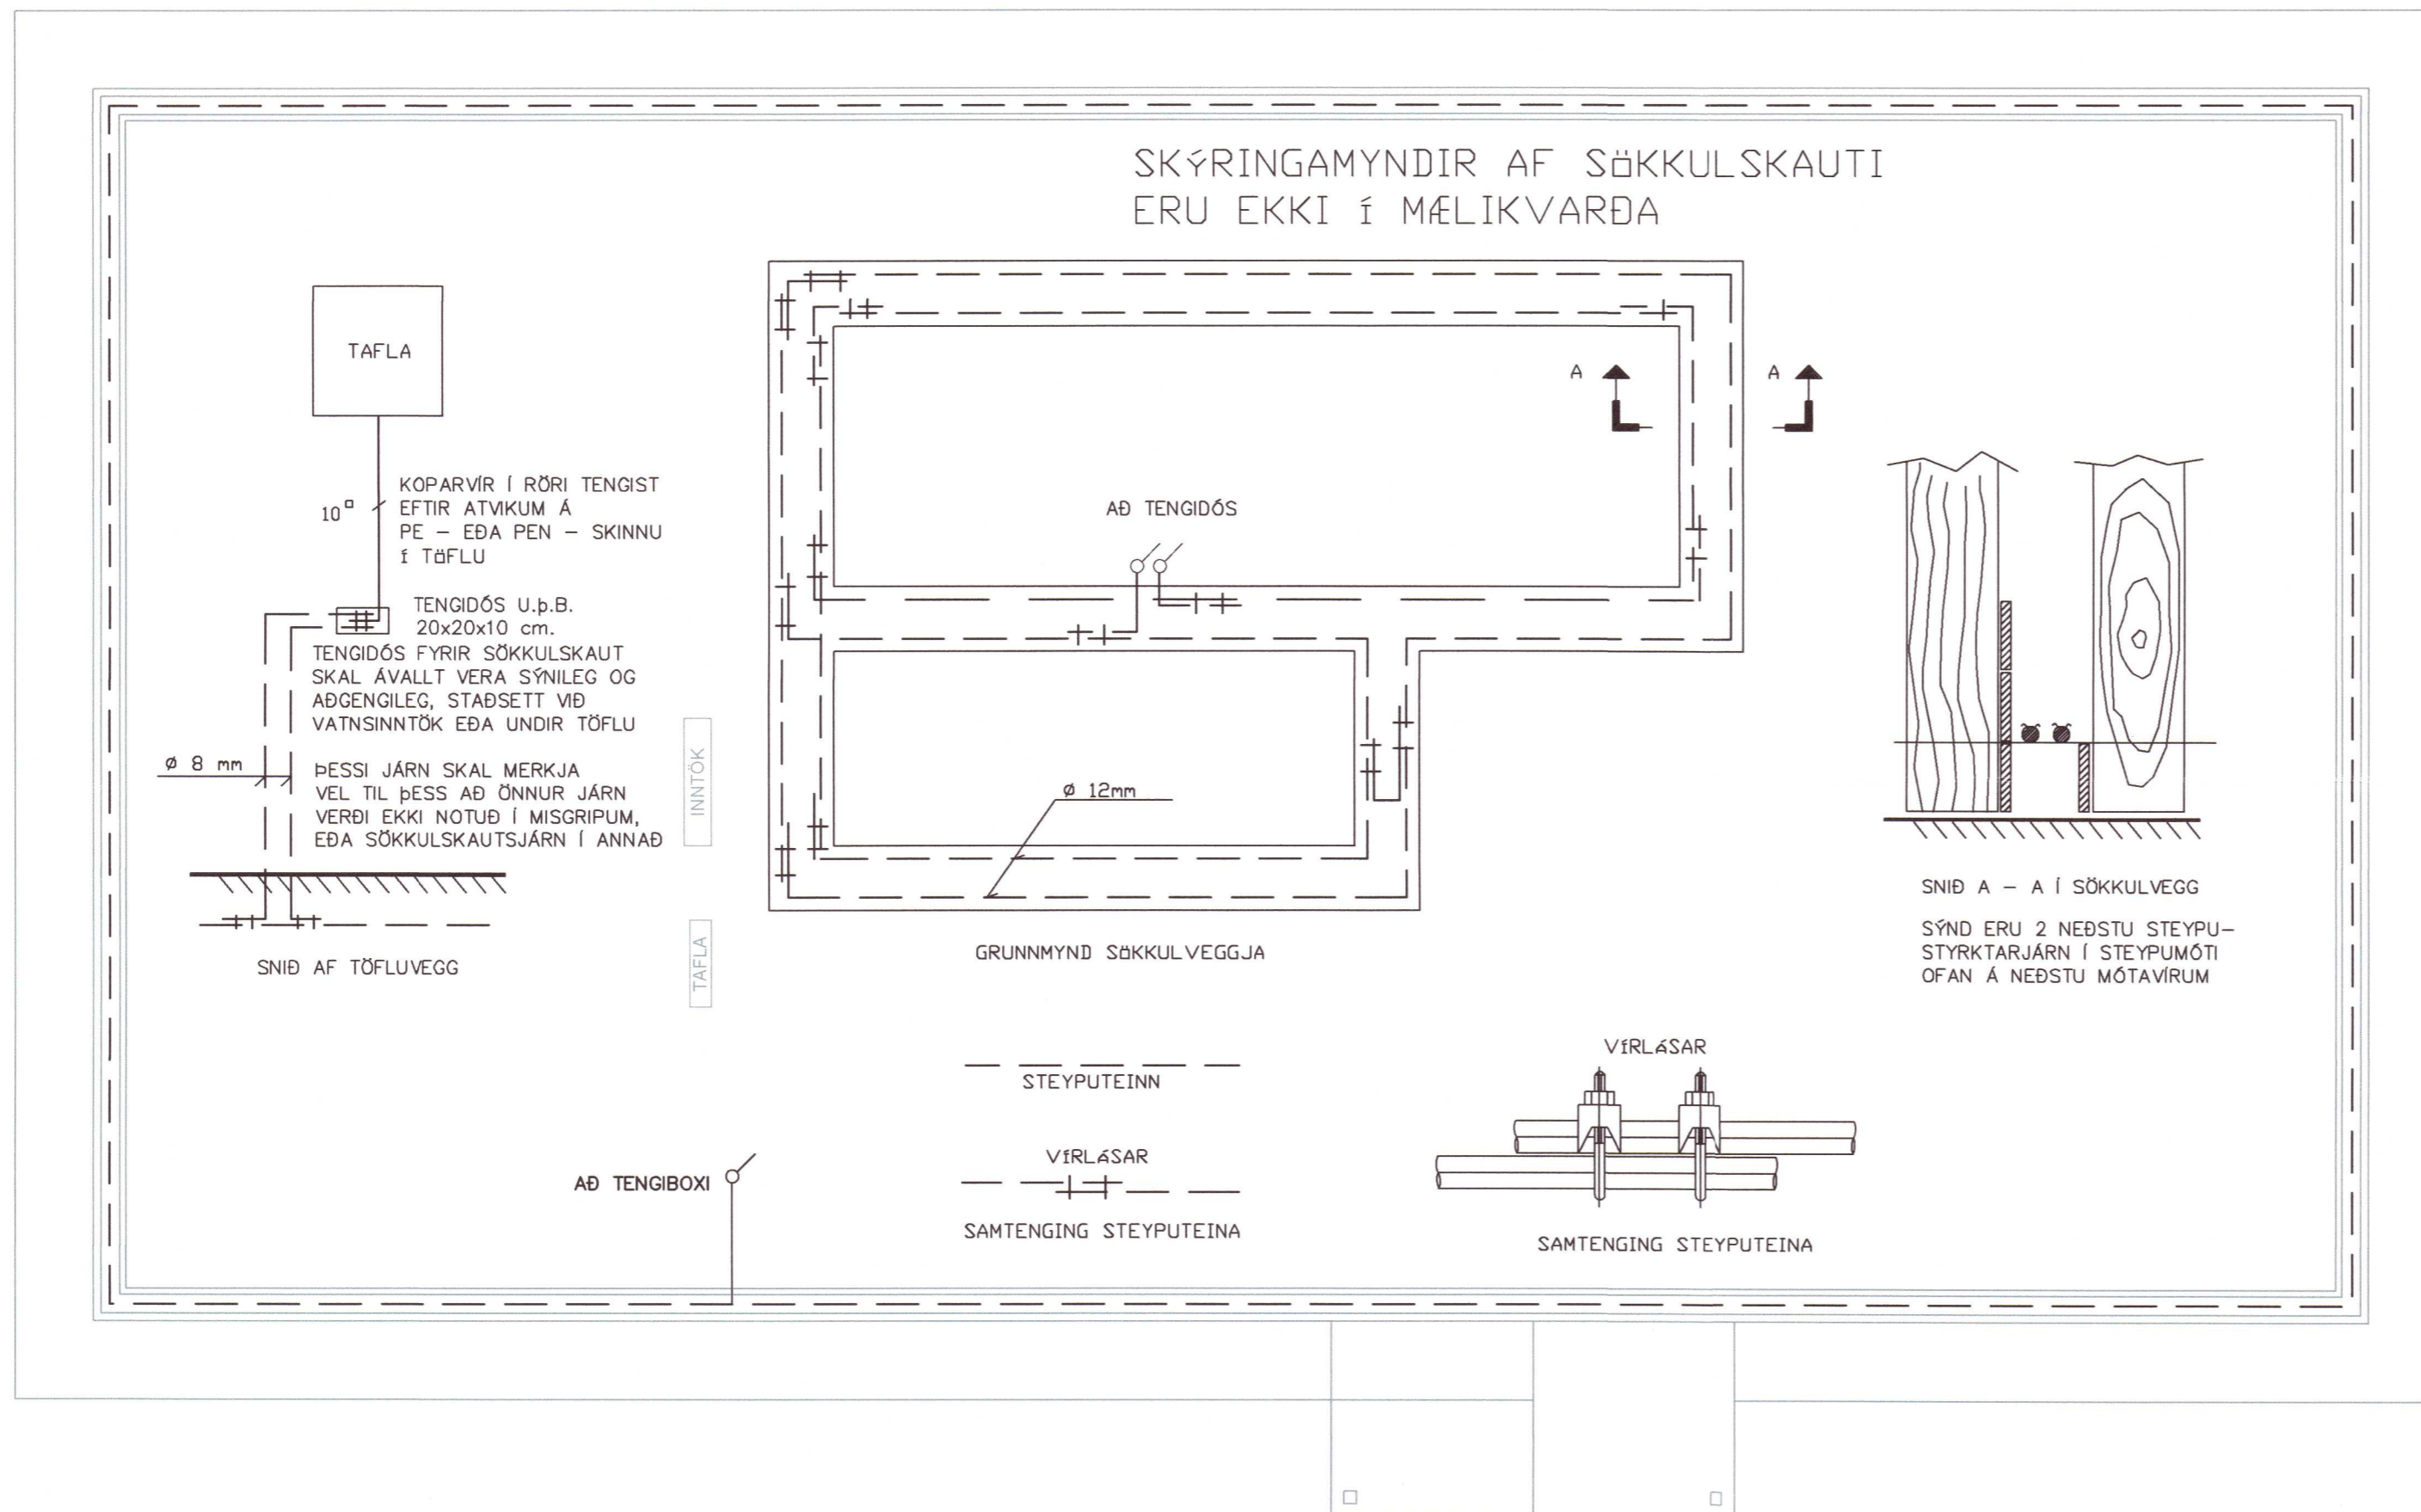 SKÝRINGAMYNDIR AF SÖKKULSKAUTI
ERU EKKI Í MÆLIKVARÐA
TAFLA
10□
KOPARVÍR Í RÖRI TENGIST
EFTIR ATVIKUM Á
PE – EÐA PEN – SKINNU
Í TÖFLU
TENGIDÓS U.þ.B.
20x20x10 cm.
TENGIDÓS FYRIR SÖKKULSKAUT
SKAL ÁVALLT VERA SÝNILEG OG
AÐGENGILEG, STAÐSETT VIÐ
VATNSINNTÖK EÐA UNDIR TÖFLU
ø 8 mm
ÞESSI JÁRN SKAL MERKJA
VEL TIL ÞESS AÐ ÖNNUR JÁRN
VERÐI EKKI NOTUÐ Í MISGRIPUM,
EÐA SÖKKULSKAUTSJÁRN Í ANNAÐ
SNIÐ AF TÖFLUVEGG
INNTÖK
TAFLA
A
A
AÐ TENGIDÓS
ø 12mm
GRUNNMYND SÖKKULVEGGJA
SNIÐ A – A Í SÖKKULVEGG
SÝND ERU 2 NEÐSTU STEYPU–
STYRKTARJÁRN Í STEYPUMÓTI
OFAN Á NEÐSTU MÓTAVÍRUM
STEYPUTEINN
VÍRLÁSAR
SAMTENGING STEYPUTEINA
VÍRLÁSAR
SAMTENGING STEYPUTEINA
AÐ TENGIBOXI